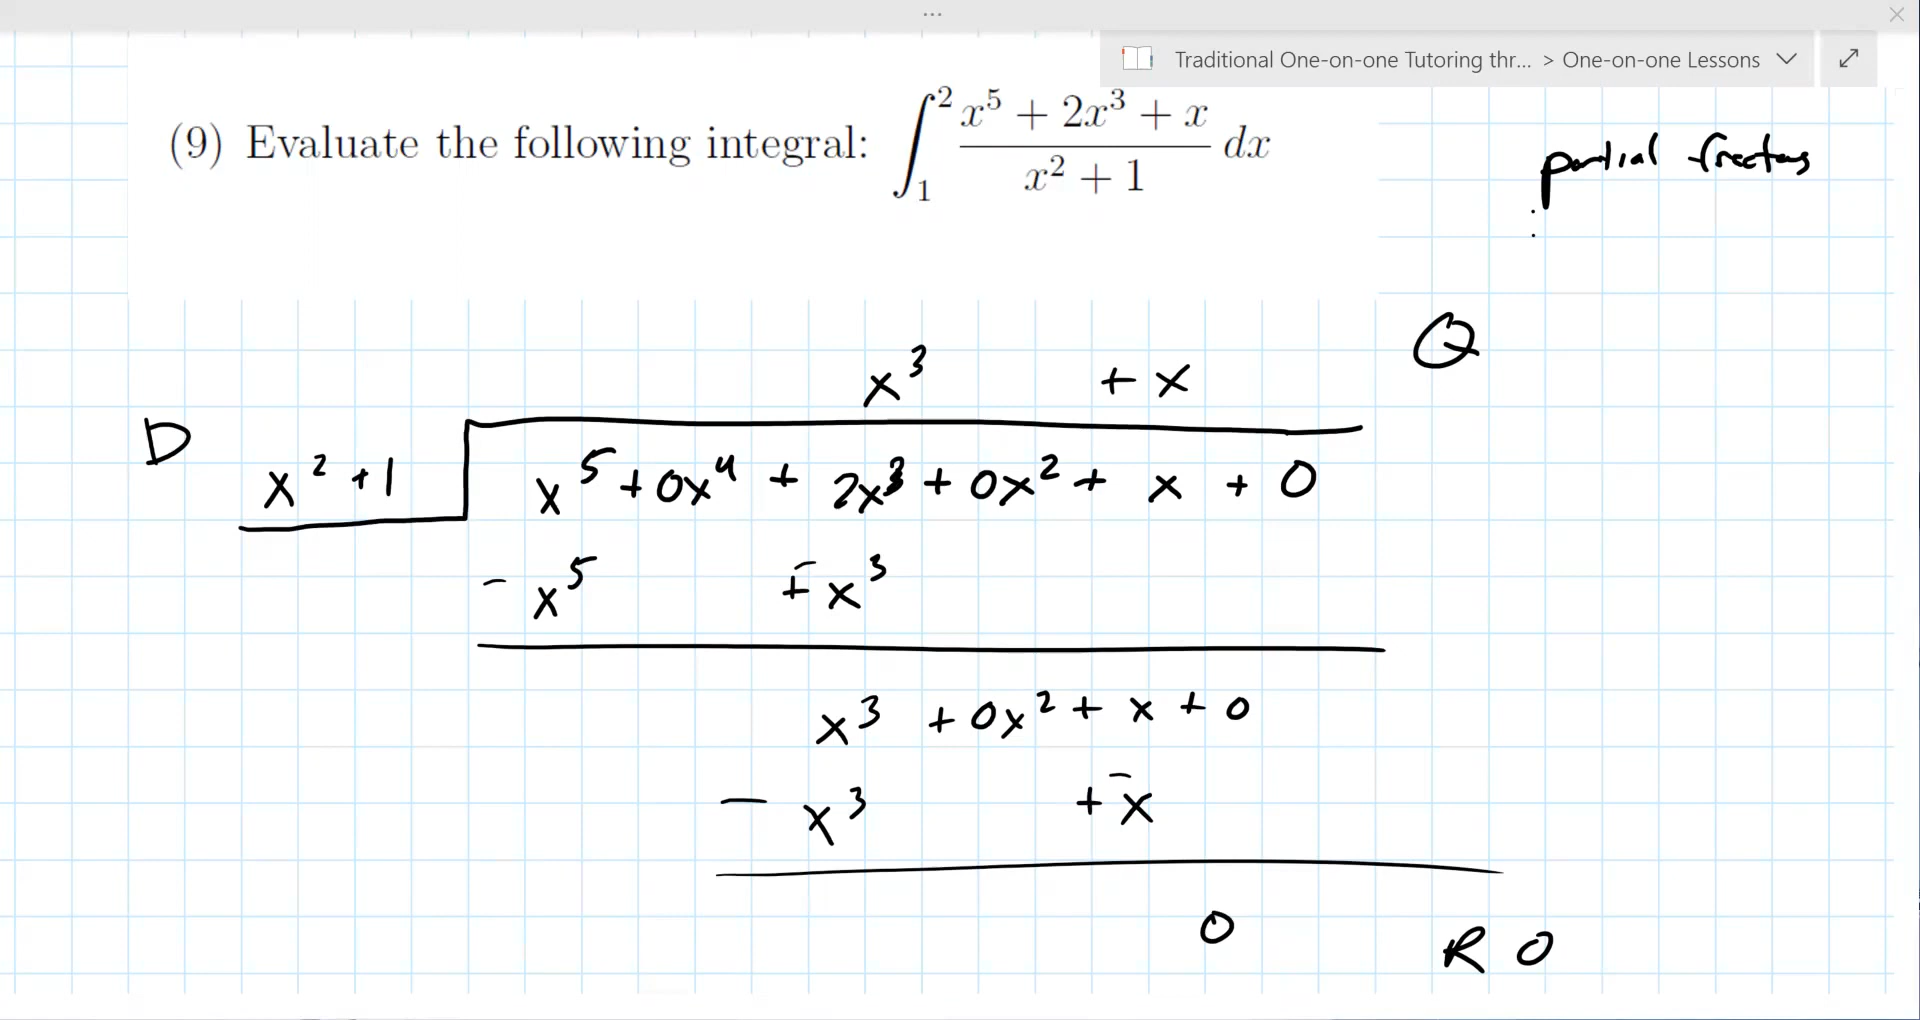 ...
Traditional One-on-one Tutoring thr... > One-on-one Lessons
(9) Evaluate the following integral: ∫₁² (x⁵ + 2x³ + x)/(x² + 1) dx
partial fractions
Q
x³ + x
D
x² + 1
x⁵ + 0x⁴ + 2x³ + 0x² + x + 0
− x⁵ +− x³
x³ + 0x² + x + 0
− x³ +− x
0
R 0